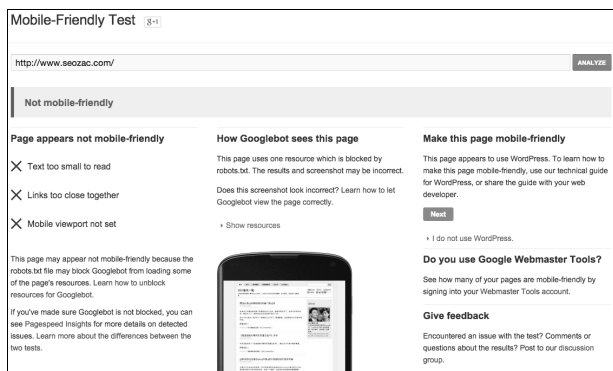 Mobile-Friendly Test g+1
http://www.seozac.com/ ANALYZE
Not mobile-friendly
Page appears not mobile-friendly
Text too small to read
Links too close together
Mobile viewport not set
This page may appear not mobile-friendly because the
robots.txt file may block Googlebot from loading some
of the page's resources. Learn how to unblock
resources for Googlebot.
If you've made sure Googlebot is not blocked, you can
see Pagespeed Insights for more details on detected
issues. Learn more about the differences between the
two tests.
How Googlebot sees this page
This page uses one resource which is blocked by
robots.txt. The results and screenshot may be incorrect.
Does this screenshot look incorrect? Learn how to let
Googlebot view the page correctly.
Show resources
Make this page mobile-friendly
This page appears to use WordPress. To learn how to
make this page mobile-friendly, use our technical guide
for WordPress, or share the guide with your web
developer.
Next
I do not use WordPress.
Do you use Google Webmaster Tools?
See how many of your pages are mobile-friendly by
signing into your Webmaster Tools account.
Give feedback
Encountered an issue with the test? Comments or
questions about the results? Post to our discussion
group.